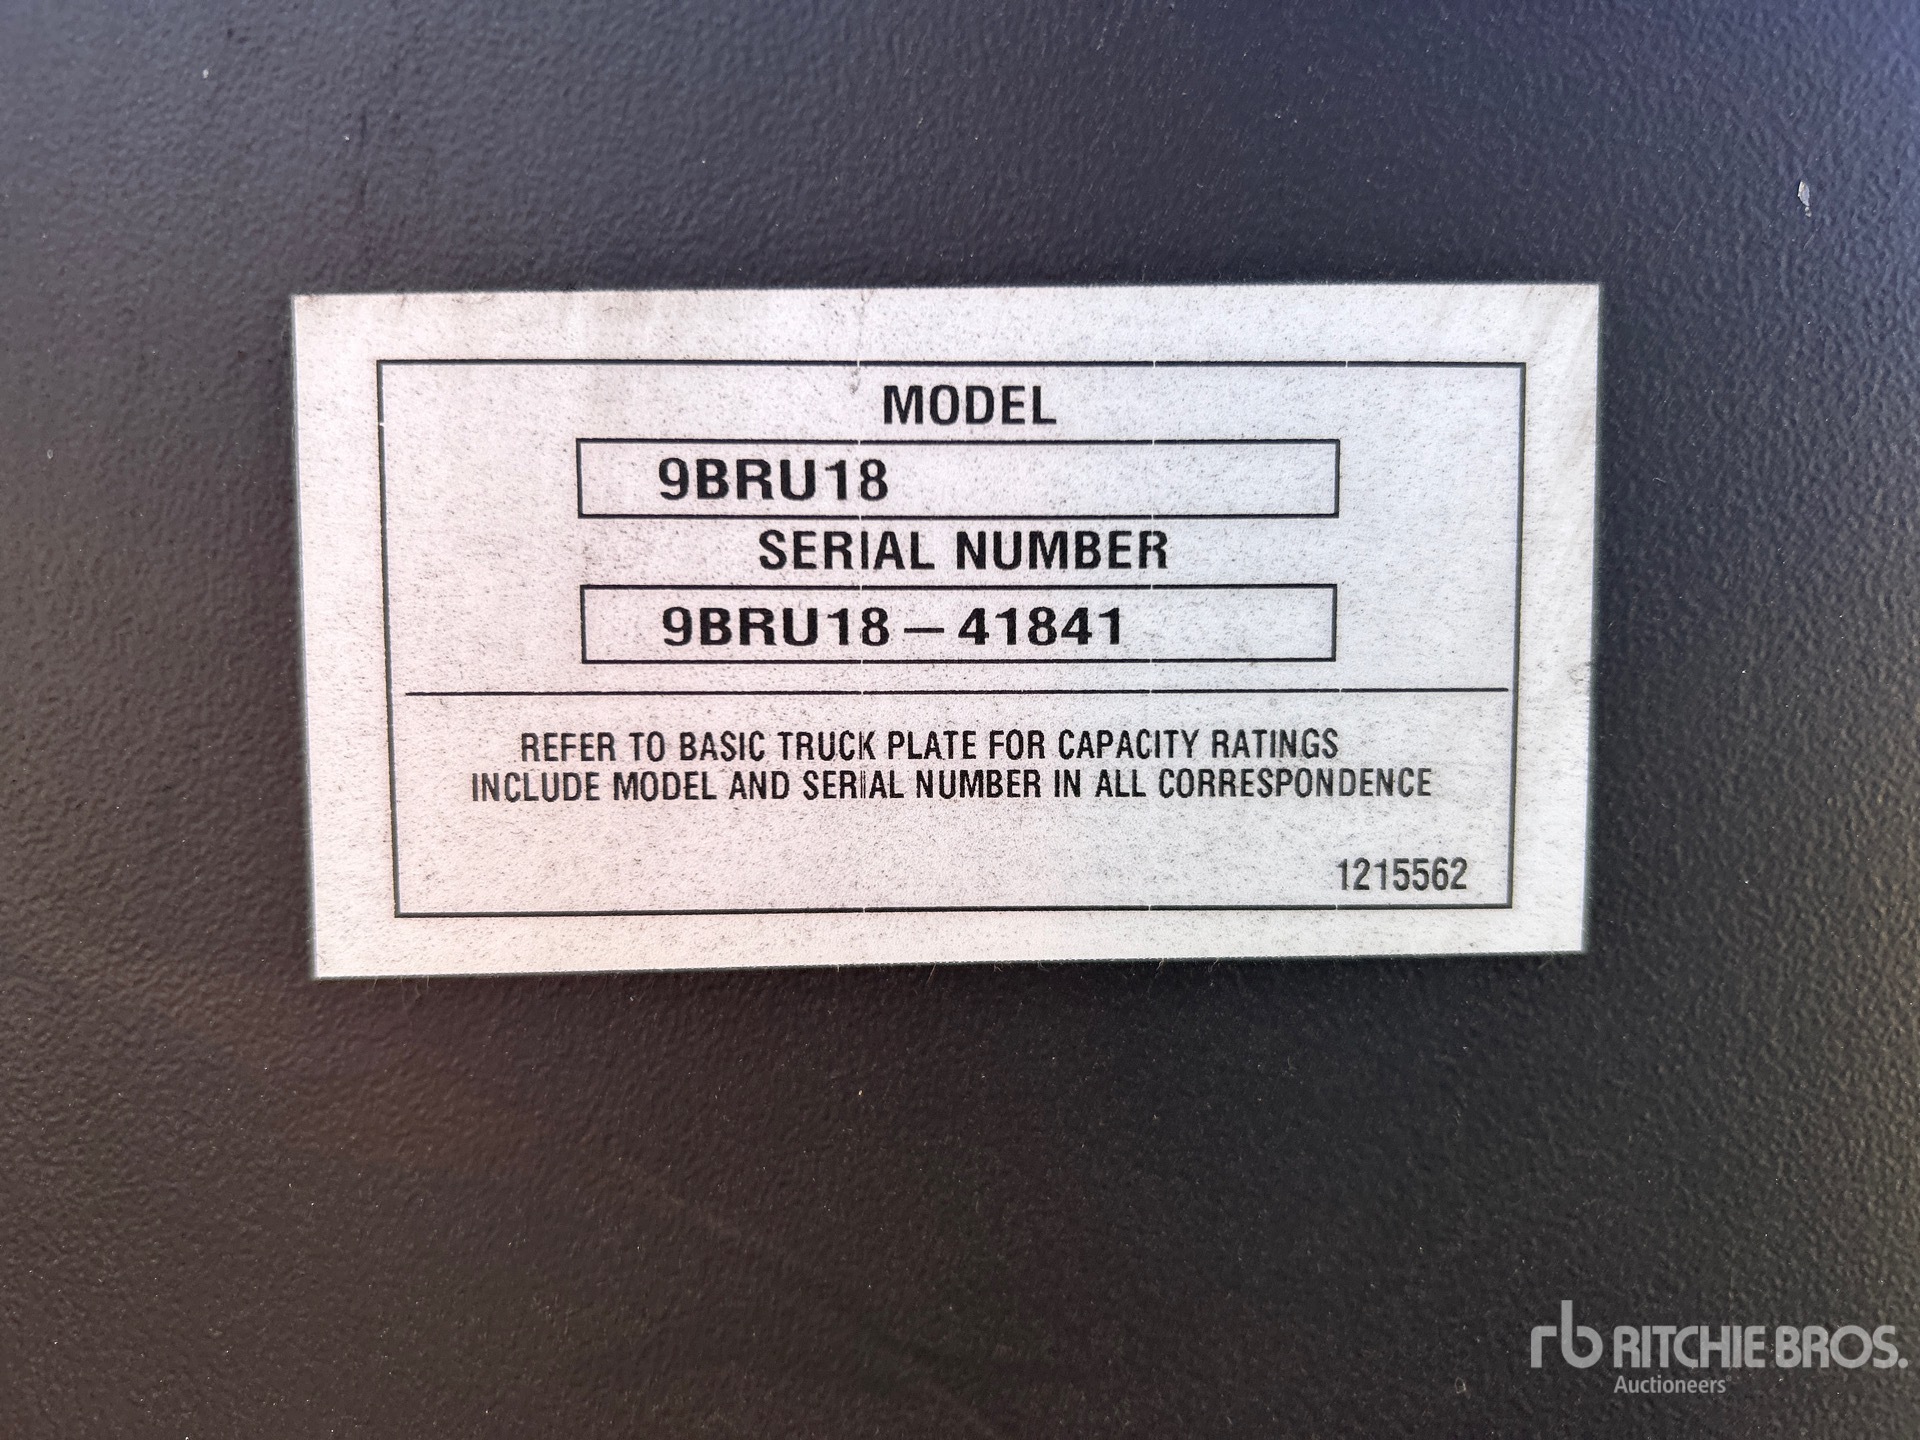 MODEL
9BRU18
SERIAL NUMBER
9BRU18-41841
REFER TO BASIC TRUCK PLATE FOR CAPACITY RATINGS
INCLUDE MODEL AND SERIAL NUMBER IN ALL CORRESPONDENCE
1215562
rb RITCHIE BROS.
Auctioneers